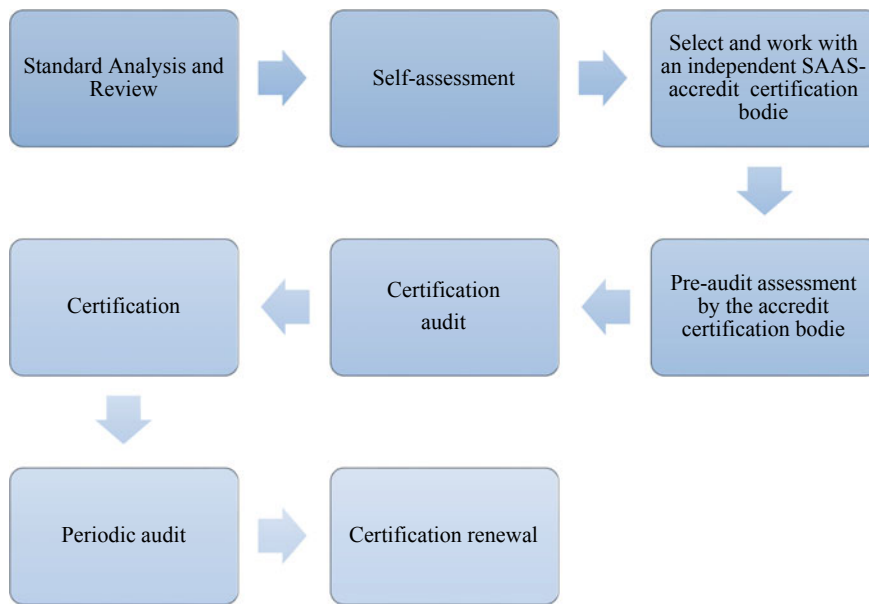 Standard Analysis and
Review
Self-assessment
Select and work with
an independent SAAS-
accredit certification
bodie
Pre-audit assessment
by the accredit
certification bodie
Certification
audit
Certification
Periodic audit
Certification renewal